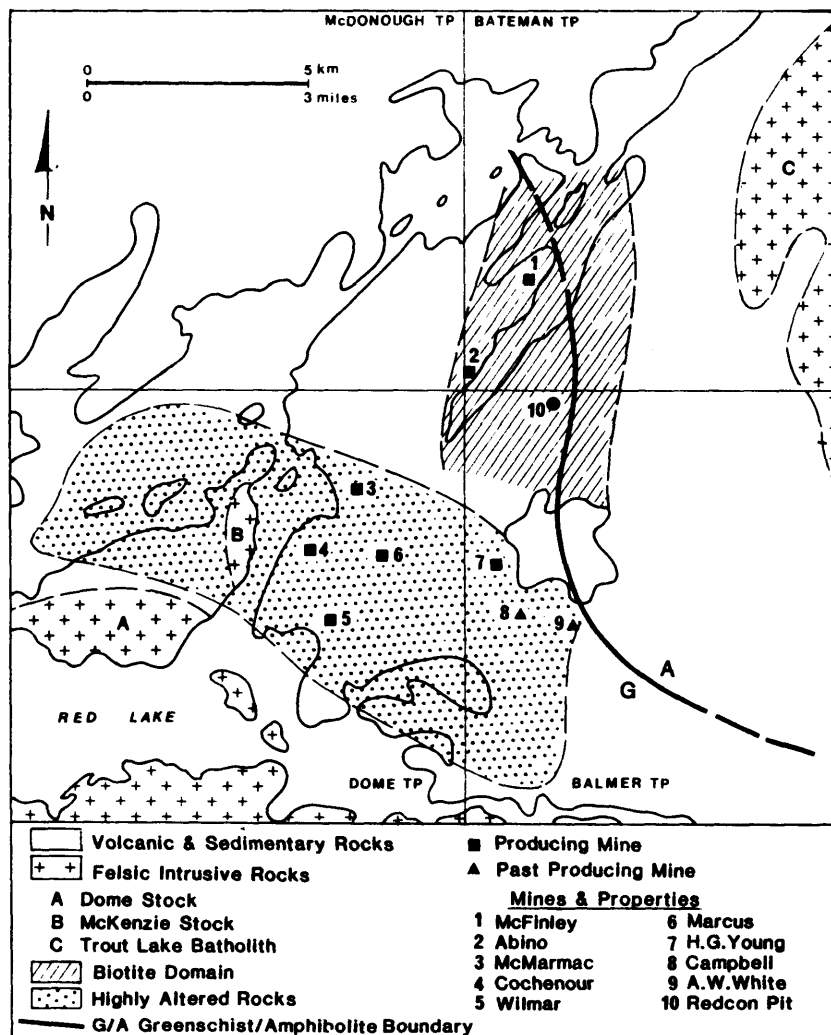 McDONOUGH TP BATEMAN TP
0 5 km
0 3 miles
N
C
1
2
10
3
B
4
6
7
8
9
5
A
A
G
RED LAKE
DOME TP BALMER TP
Volcanic & Sedimentary Rocks
Felsic Intrusive Rocks
A Dome Stock
B McKenzie Stock
C Trout Lake Batholith
Biotite Domain
Highly Altered Rocks
G/A Greenschist/Amphibolite Boundary
Producing Mine
Past Producing Mine
Mines & Properties
1 McFinley
2 Abino
3 McMarmac
4 Cochenour
5 Wilmar
6 Marcus
7 H.G.Young
8 Campbell
9 A.W.White
10 Redcon Pit